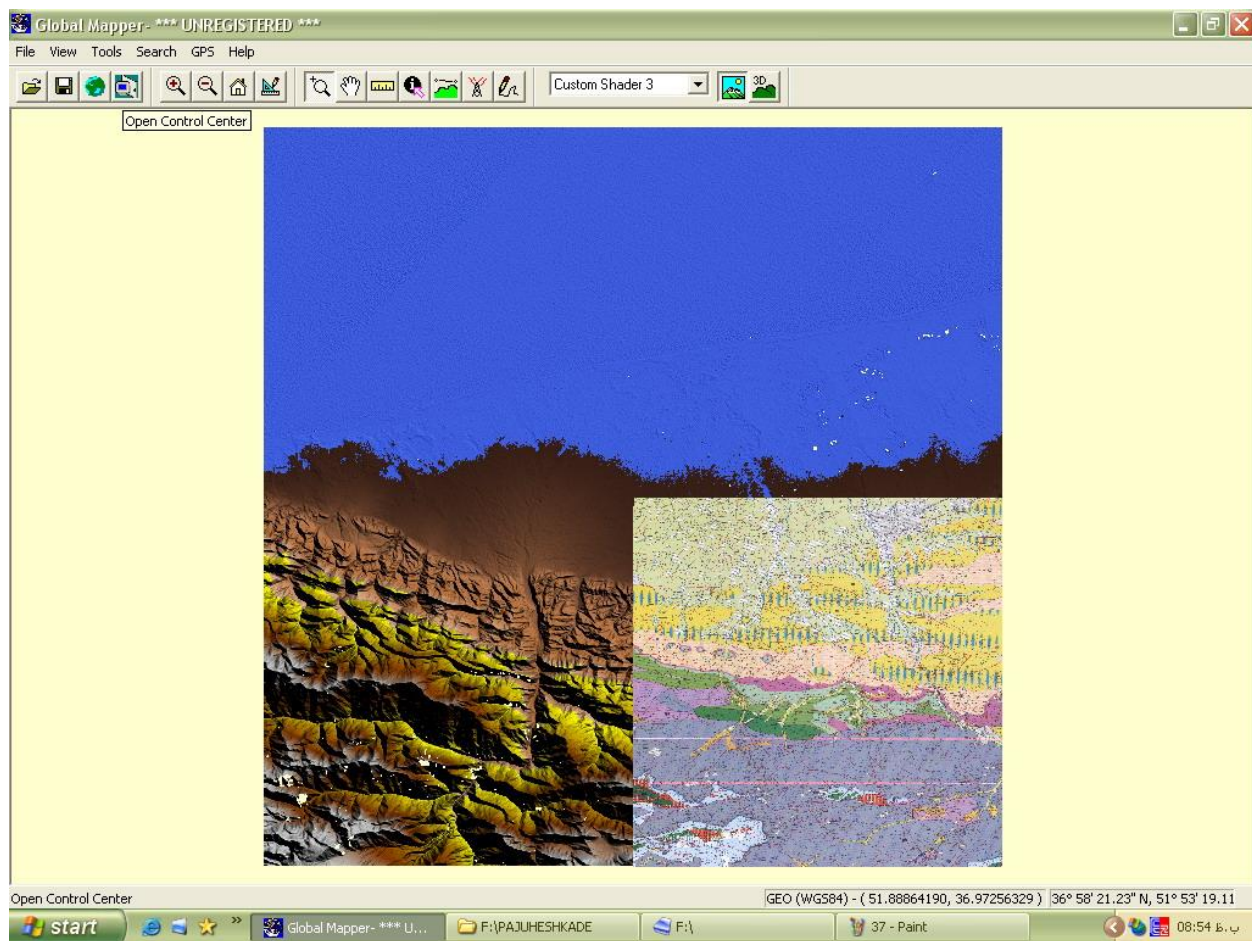 Global Mapper- *** UNREGISTERED ***
File View Tools Search GPS Help
Custom Shader 3
3D
Open Control Center
Open Control Center
GEO (WGS84) - ( 51.88864190, 36.97256329 )
36° 58' 21.23" N, 51° 53' 19.11
start
»
Global Mapper- *** U...
F:\PAJUHESHKADE
F:\
37 - Paint
08:54 ب.ظ